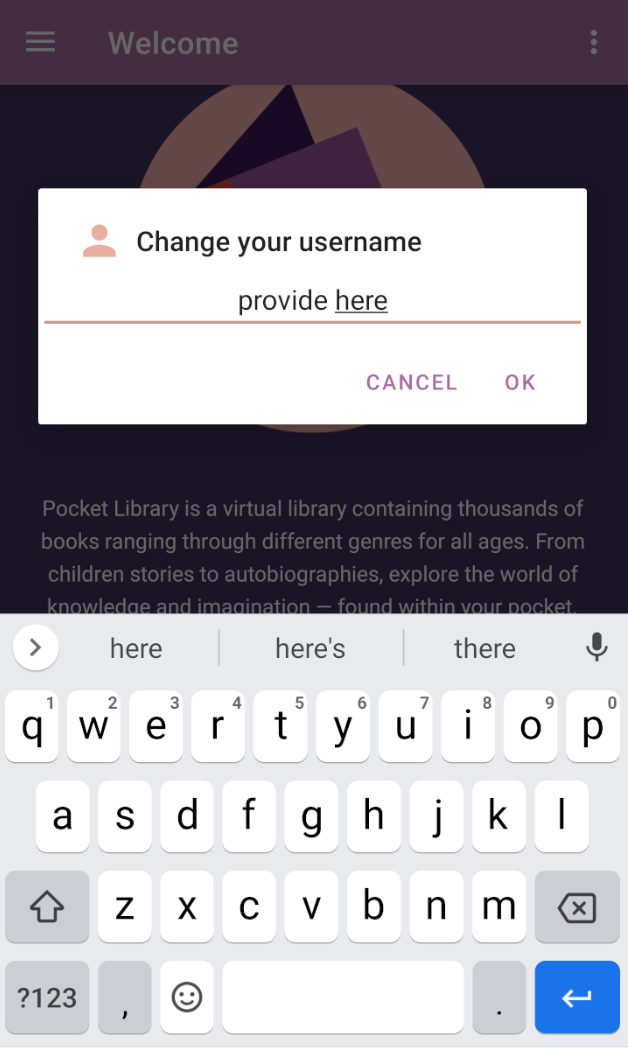 Welcome
Change your username
provide here
CANCEL OK
Pocket Library is a virtual library containing thousands of
books ranging through different genres for all ages. From
children stories to autobiographies, explore the world of
knowledge and imagination — found within your pocket.
here here's there
1 2 3 4 5 6 7 8 9 0
q w e r t y u i o p
a s d f g h j k l
z x c v b n m
?123 , .